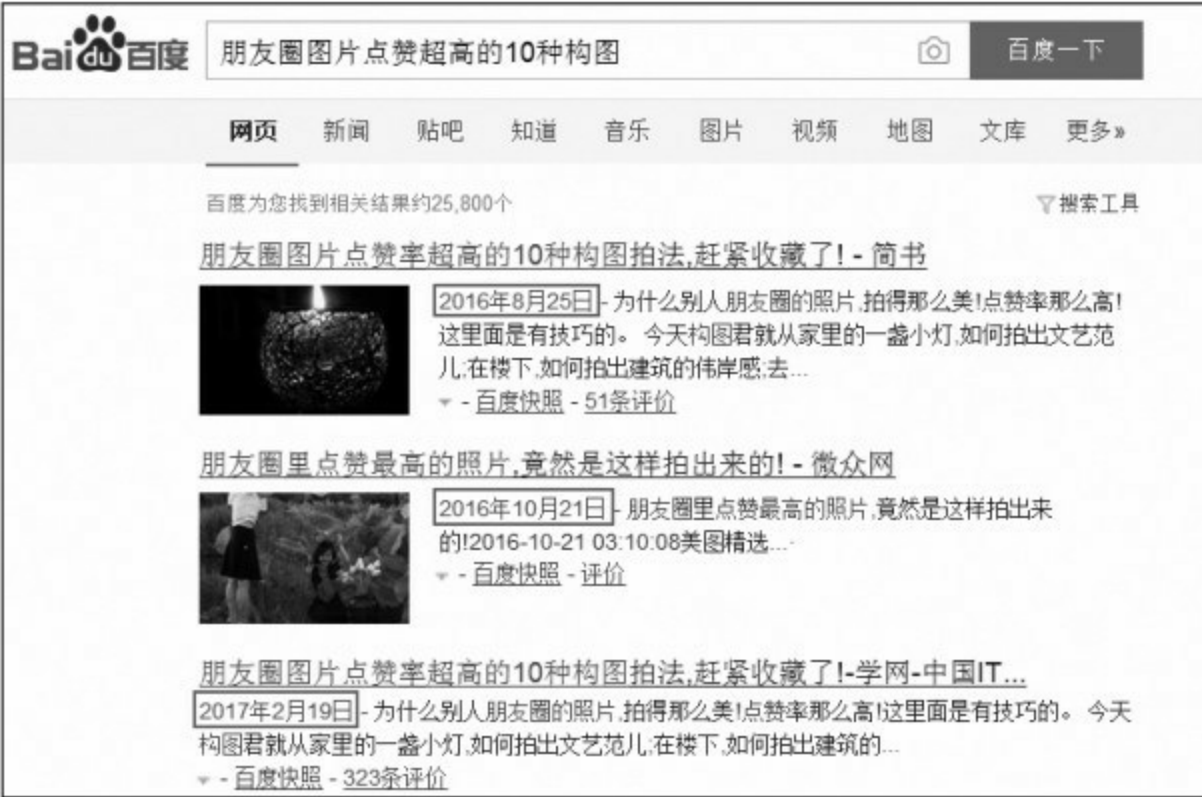 Bai du 百度 朋友圈图片点赞超高的10种构图 百度一下
网页 新闻 贴吧 知道 音乐 图片 视频 地图 文库 更多»
百度为您找到相关结果约25,800个 搜索工具
朋友圈图片点赞率超高的10种构图拍法,赶紧收藏了! - 简书
2016年8月25日 - 为什么别人朋友圈的照片,拍得那么美!点赞率那么高!
这里面是有技巧的。 今天构图君就从家里的一盏小灯,如何拍出文艺范
儿;在楼下,如何拍出建筑的伟岸感;去...
- 百度快照 - 51条评价
朋友圈里点赞最高的照片,竟然是这样拍出来的! - 微众网
2016年10月21日 - 朋友圈里点赞最高的照片,竟然是这样拍出来
的!2016-10-21 03:10:08美图精选...
- 百度快照 - 评价
朋友圈图片点赞率超高的10种构图拍法,赶紧收藏了!-学网-中国IT...
2017年2月19日 - 为什么别人朋友圈的照片,拍得那么美!点赞率那么高!这里面是有技巧的。 今天
构图君就从家里的一盏小灯,如何拍出文艺范儿;在楼下,如何拍出建筑的...
- 百度快照 - 323条评价